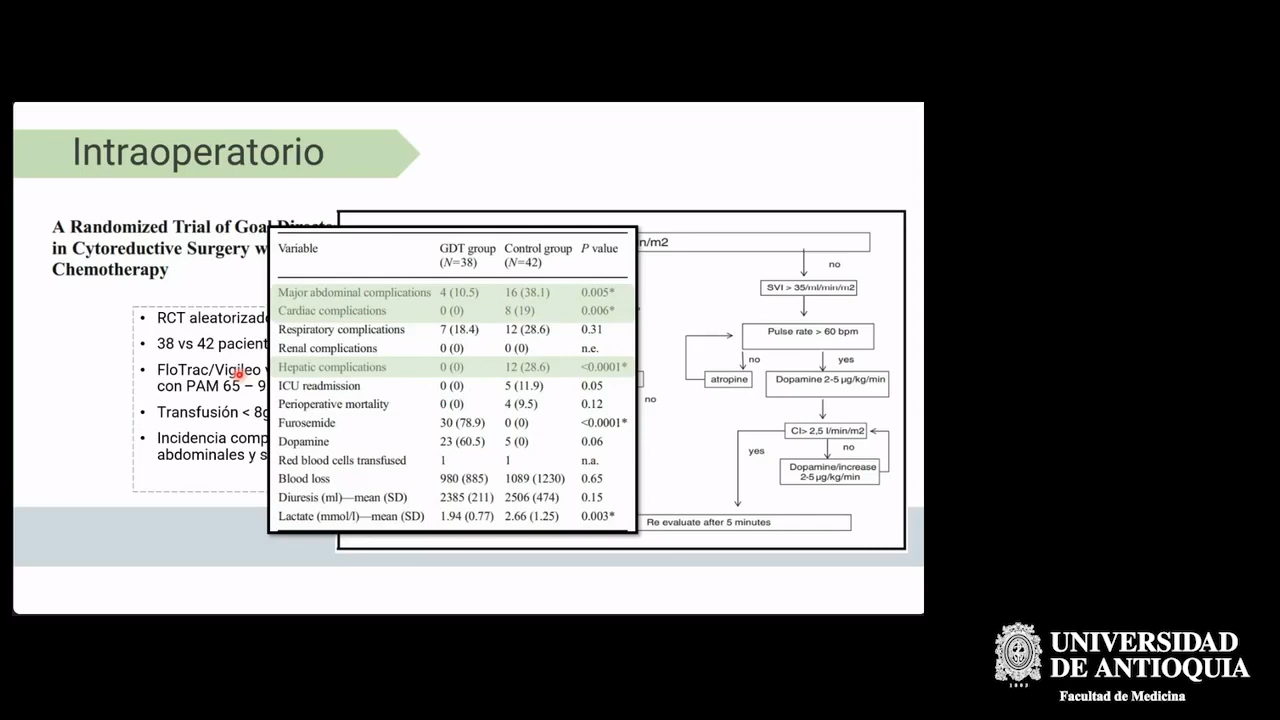 Intraoperatorio
A Randomized Trial of Goal
in Cytoreductive Surgery
Chemotherapy
• RCT aleatorizado
• 38 vs 42
• FloTrac/Vigileo
con PAM 65 – 9
• Transfusión < 8g
• Incidencia
abdominales y
Variable GDT group Control group P value
(N=38) (N=42)
Major abdominal complications 4 (10.5) 16 (38.1) 0.005*
Cardiac complications 0 (0) 8 (19) 0.006*
Respiratory complications 7 (18.4) 12 (28.6) 0.31
Renal complications 0 (0) 0 (0) n.e.
Hepatic complications 0 (0) 12 (28.6) <0.0001*
ICU readmission 0 (0) 5 (11.9) 0.05
Perioperative mortality 0 (0) 4 (9.5) 0.12
Furosemide 30 (78.9) 0 (0) <0.0001*
Dopamine 23 (60.5) 5 (0) 0.06
Red blood cells transfused 1 1 n.a.
Blood loss 980 (885) 1089 (1230) 0.65
Diuresis (ml)—mean (SD) 2385 (211) 2506 (474) 0.15
Lactate (mmol/l)—mean (SD) 1.94 (0.77) 2.66 (1.25) 0.003*
n/m2
no
SVI > 35/ml/min/m2
Pulse rate > 60 bpm
no yes
atropine Dopamine 2-5 µg/kg/min
no
CI> 2,5 l/min/m2
yes no
Dopamine/increase
2-5 µg/kg/min
Re evaluate after 5 minutes
UNIVERSIDAD
DE ANTIOQUIA
1803
Facultad de Medicina